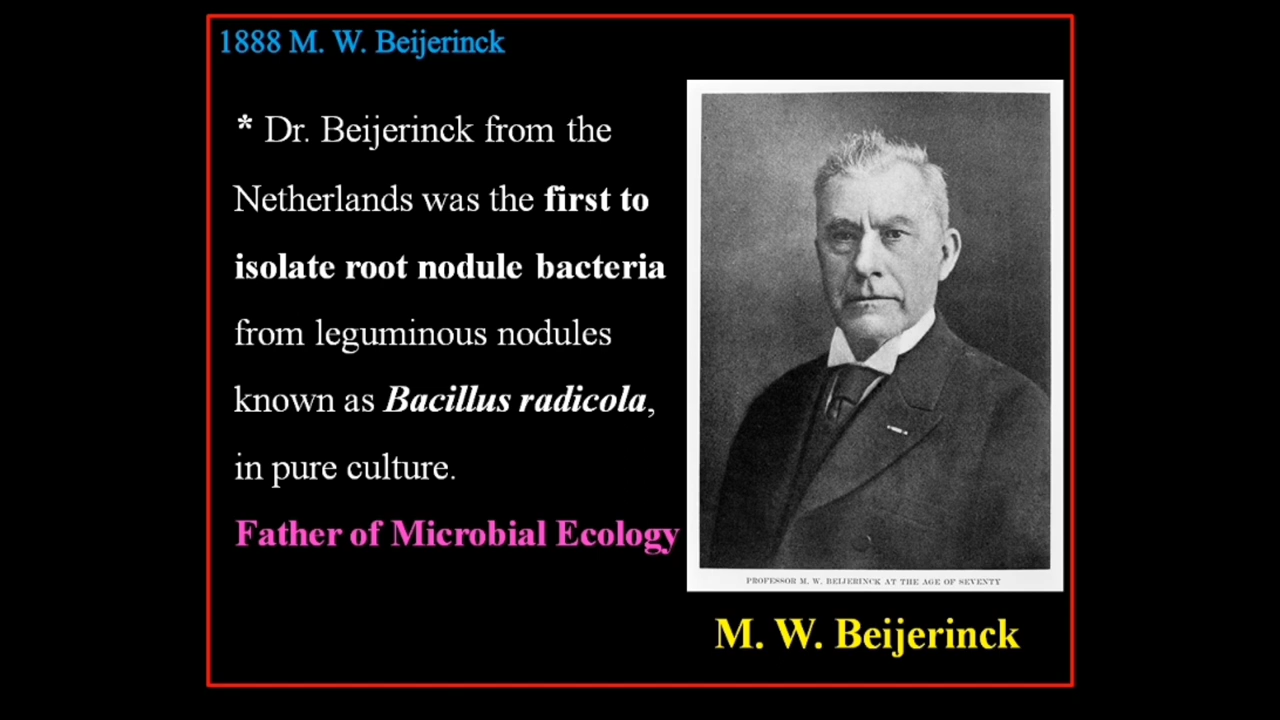 1888 M. W. Beijerinck
* Dr. Beijerinck from the
Netherlands was the first to
isolate root nodule bacteria
from leguminous nodules
known as Bacillus radicola,
in pure culture.
Father of Microbial Ecology
PROFESSOR M. W. BEIJERINCK AT THE AGE OF SEVENTY
M. W. Beijerinck